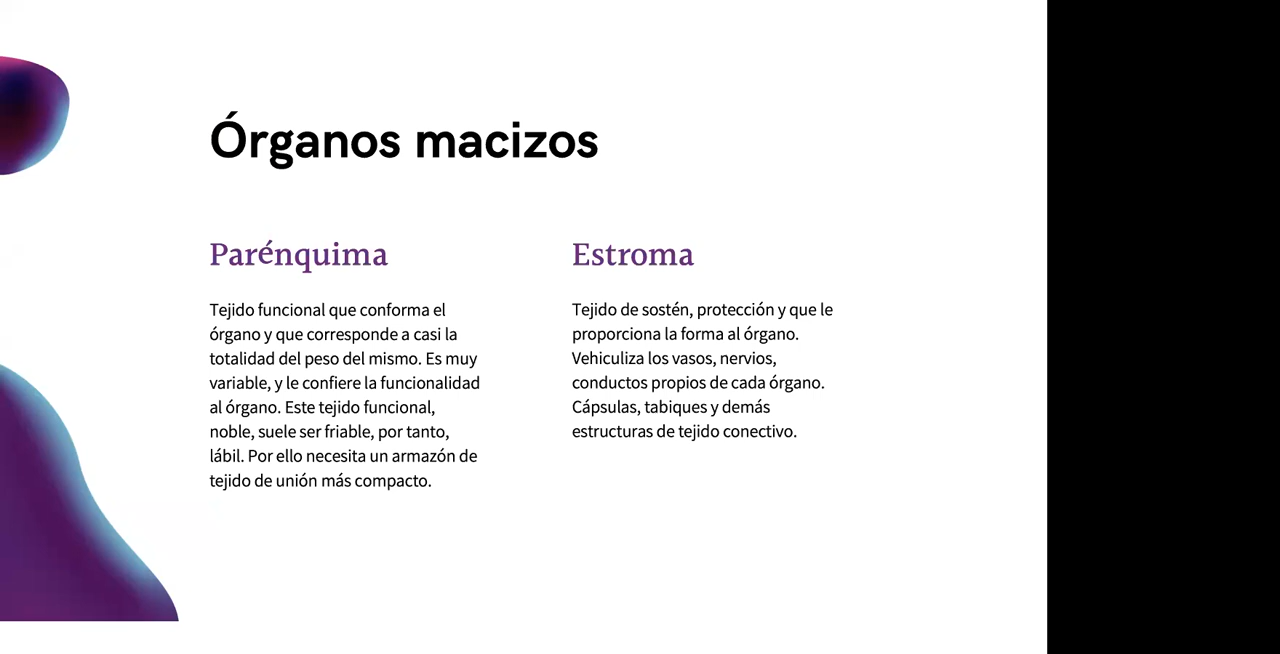 Órganos macizos
Parénquima
Tejido funcional que conforma el
órgano y que corresponde a casi la
totalidad del peso del mismo. Es muy
variable, y le confiere la funcionalidad
al órgano. Este tejido funcional,
noble, suele ser friable, por tanto,
lábil. Por ello necesita un armazón de
tejido de unión más compacto.
Estroma
Tejido de sostén, protección y que le
proporciona la forma al órgano.
Vehiculiza los vasos, nervios,
conductos propios de cada órgano.
Cápsulas, tabiques y demás
estructuras de tejido conectivo.